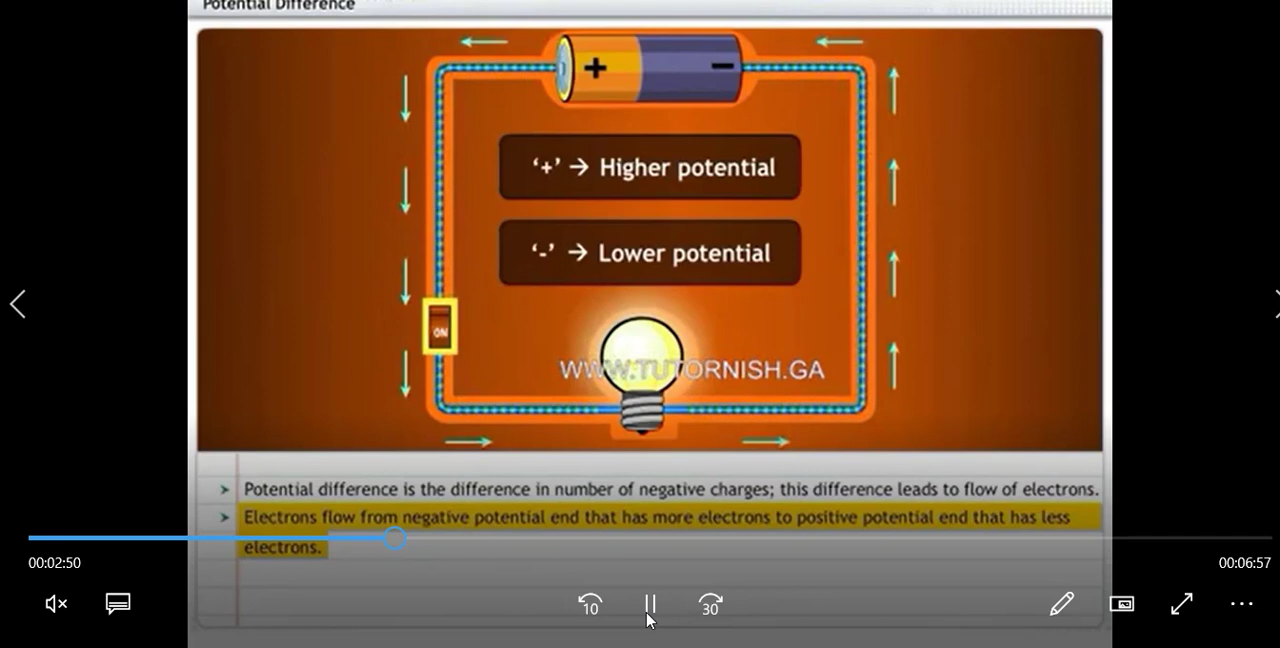 Potential Difference
+
–
‘+’ → Higher potential
‘-’ → Lower potential
ON
WWW.TUTORNISH.GA
➤ Potential difference is the difference in number of negative charges; this difference leads to flow of electrons.
➤ Electrons flow from negative potential end that has more electrons to positive potential end that has less
electrons.
00:02:50
00:06:57
10
30